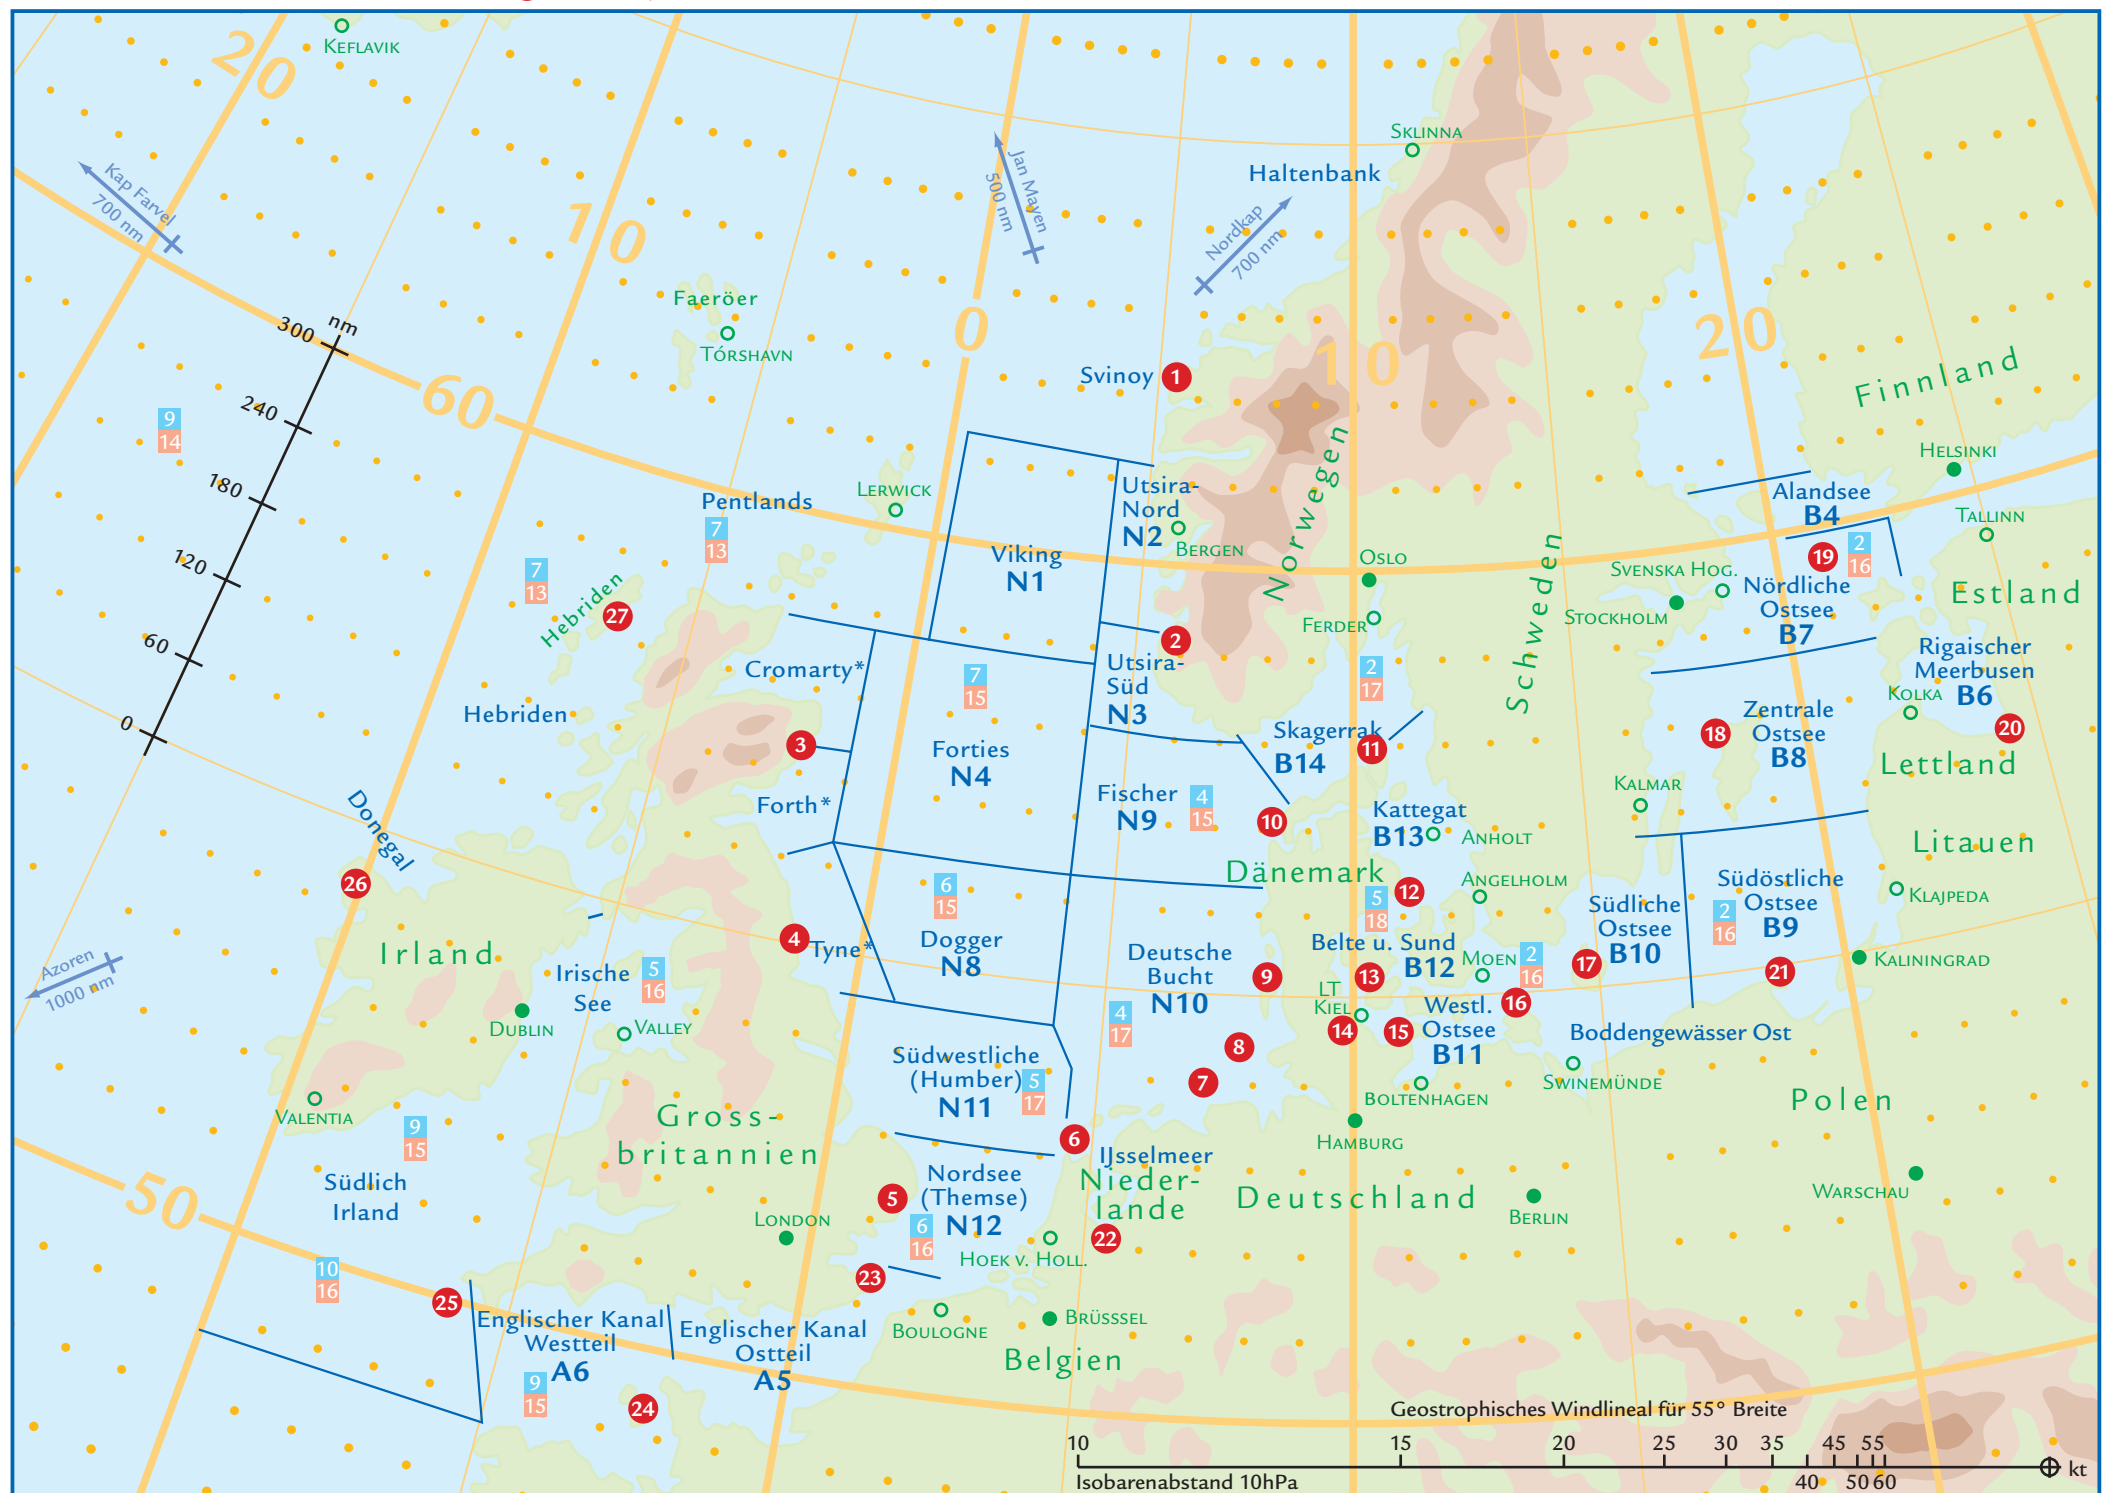 KEFLAVIK
20
SKLINNA
Haltenbank
Jan Mayen
500 nm
Kap Farvel
700 nm
10
Nordkap
700 nm
Faeröer
TÓRSHAVN
0
10
20
Finnland
300 nm
240
180
120
60
0
60
Svinoy 1
9
14
HELSINKI
Alandsee
B4
TALLINN
LERWICK
Pentlands
7
13
Utsira-
Nord
N2
BERGEN
Viking
N1
Norwegen
OSLO
FERDER
Schweden
SVENSKA HOG.
STOCKHOLM
19
2
16
Nördliche
Ostsee
B7
Estland
7
13
Hebriden
27
2
Rigaischer
Meerbusen
B6
KOLKA
20
Cromarty*
7
15
Utsira-
Süd
N3
2
17
Hebriden
3
Forties
N4
Skagerrak
11
B14
18
Zentrale
Ostsee
B8
Lettland
Forth*
Fischer
N9
4
15
10
Kattegat
B13
ANHOLT
KALMAR
Litauen
Donegal
26
Dänemark
12
ANGELHOLM
5
18
6
15
Südliche
Ostsee
B10
Südöstliche
Ostsee
B9
2
16
KLAJPEDA
Irland
4
Tyne*
Dogger
N8
Deutsche
Bucht
N10
9
Belte u. Sund
B12
13
MOEN
2
16
17
21
KALININGRAD
Azoren
1000 nm
Irische
See
5
16
DUBLIN
VALLEY
4
17
LT
KIEL
14
15
Westl.
Ostsee
B11
16
Boddengewässer Ost
8
7
SWINEMÜNDE
Südwestliche
(Humber)
N11
5
17
BOLTENHAGEN
Polen
VALENTIA
9
15
Gross-
britannien
6
HAMBURG
IJsselmeer
Nieder-
lande
Südlich
Irland
50
5
Nordsee
(Themse)
N12
6
16
Deutschland
BERLIN
WARSCHAU
LONDON
HOEK V. HOLL.
22
10
16
25
23
Englischer Kanal
Westteil
A6
Englischer Kanal
Ostteil
A5
BOULOGNE
BRÜSSSEL
Belgien
9
15
24
Geostrophisches Windlineal für 55° Breite
10 15 20 25 30 35 45 55
kt
Isobarenabstand 10hPa 40 50 60